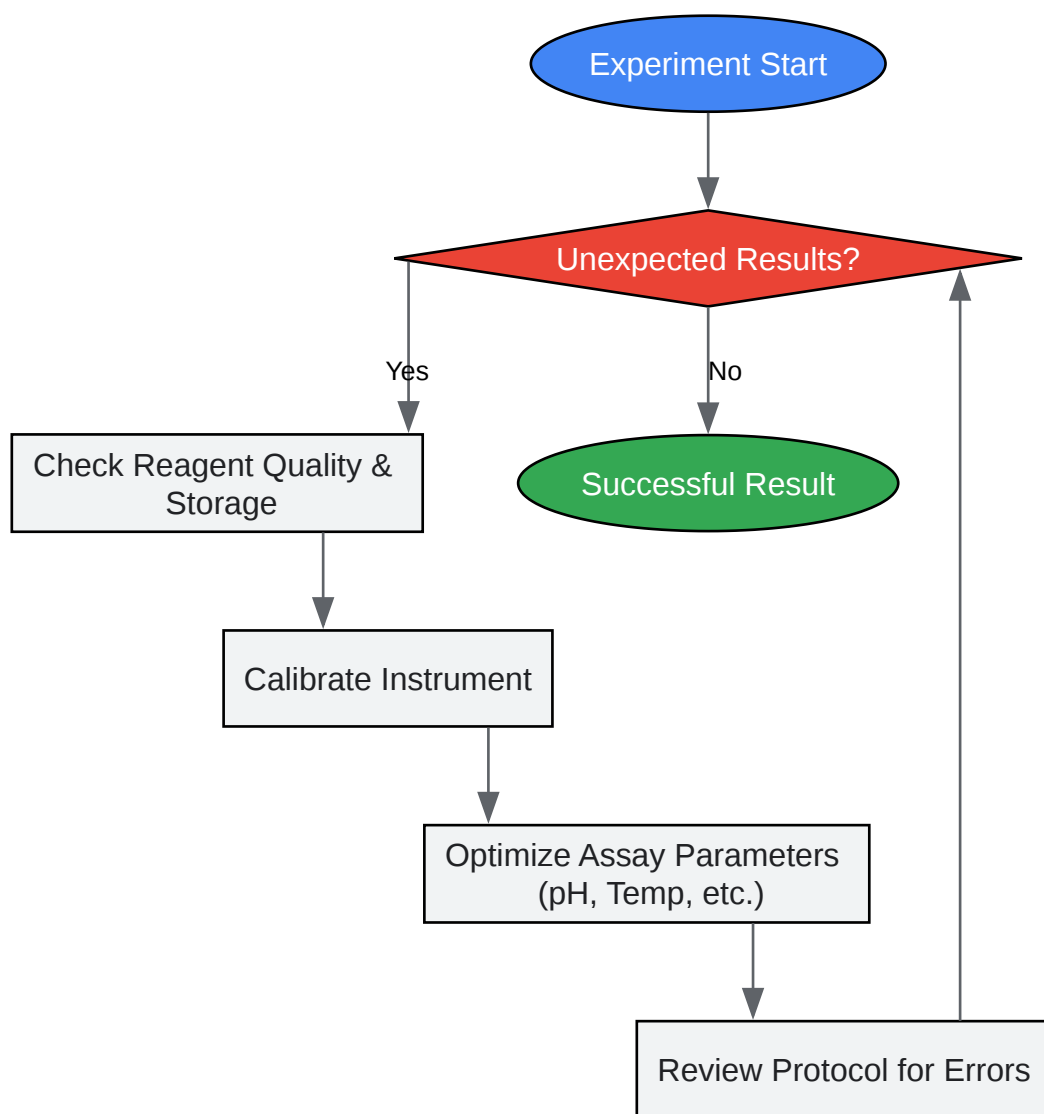 Experiment Start
Unexpected Results?
Yes
No
Check Reagent Quality &
Storage
Successful Result
Calibrate Instrument
Optimize Assay Parameters
(pH, Temp, etc.)
Review Protocol for Errors